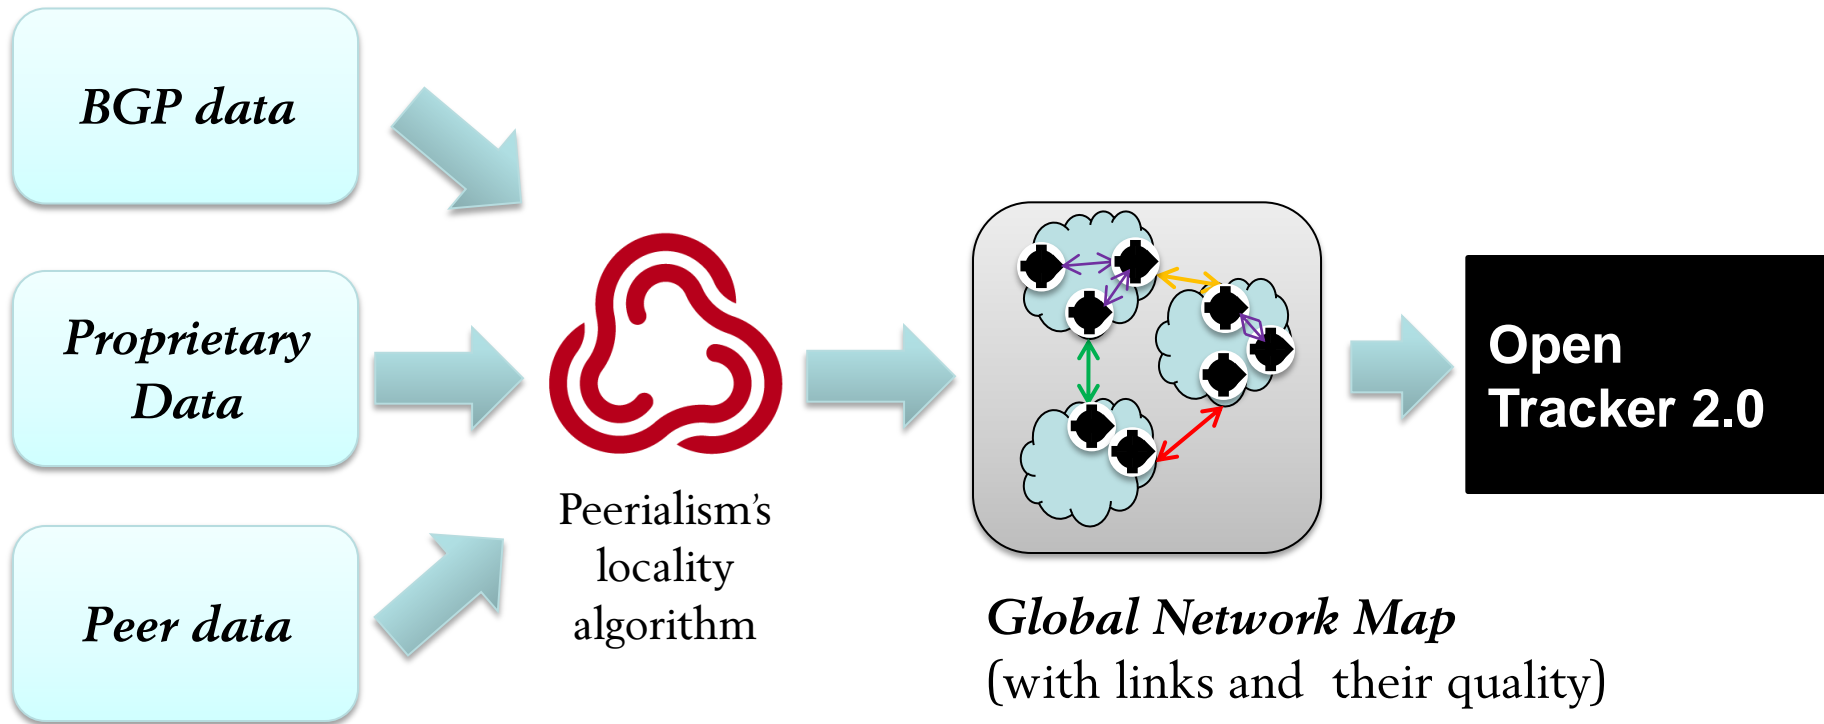 BGP data
Proprietary
Data
Peer data
Peerialism's
locality
algorithm
Global Network Map
(with links and their quality)
Open
Tracker 2.0